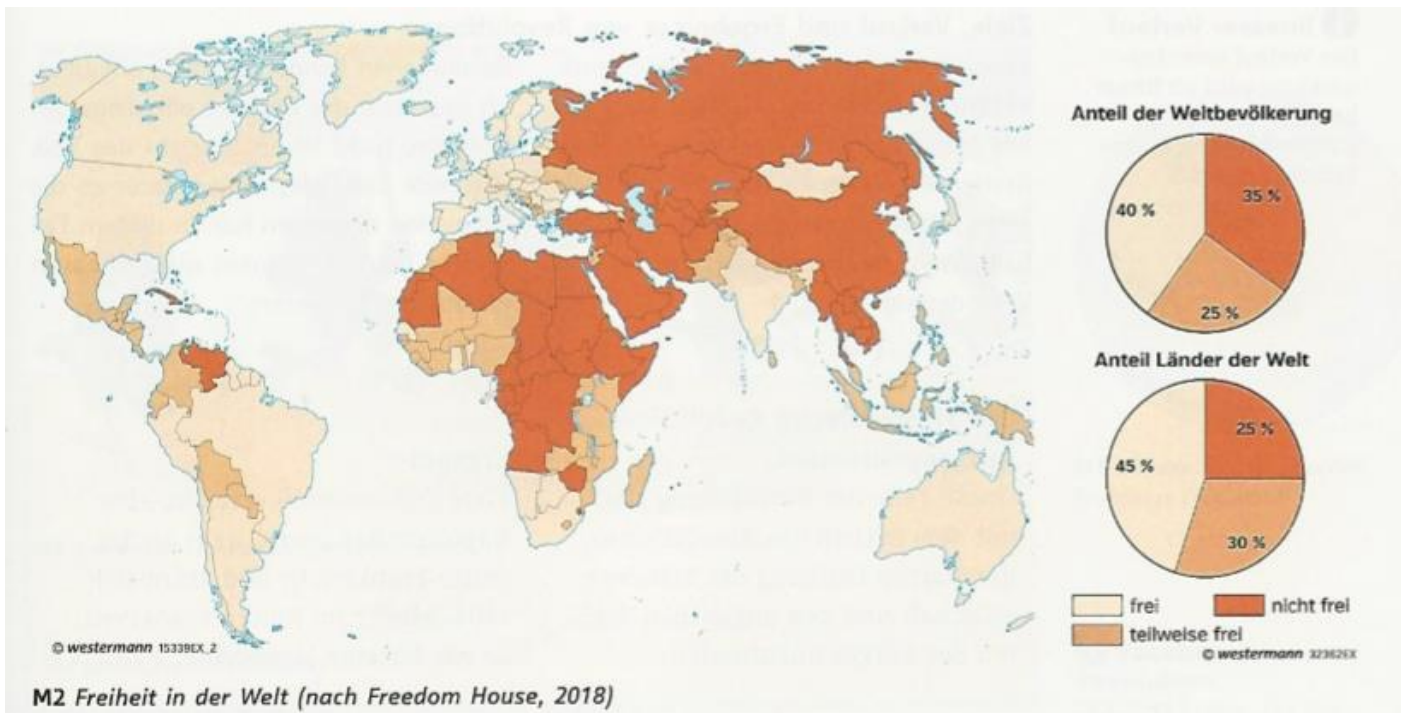 Anteil der Weltbevölkerung
40 %
35 %
25 %
Anteil Länder der Welt
45 %
25 %
30 %
frei
nicht frei
teilweise frei
© westermann 32382EX
© westermann 15339EX_2
M2 Freiheit in der Welt (nach Freedom House, 2018)